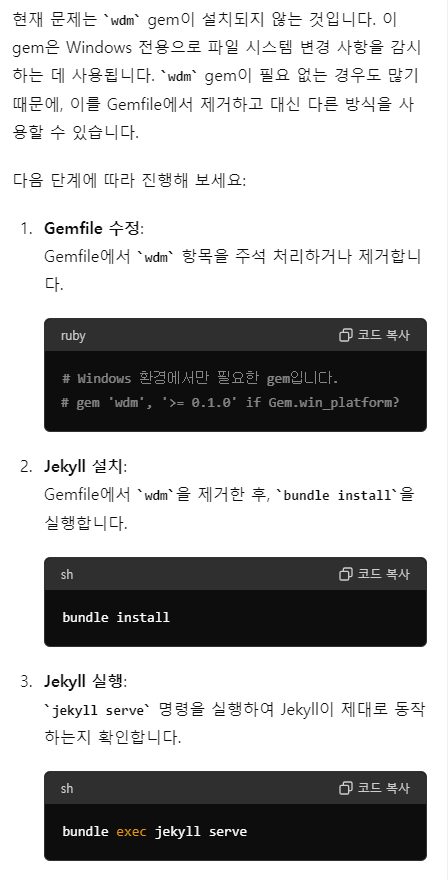 현재 문제는 `wdm` gem이 설치되지 않는 것입니다. 이
gem은 Windows 전용으로 파일 시스템 변경 사항을 감시
하는 데 사용됩니다. `wdm` gem이 필요 없는 경우도 많기
때문에, 이를 Gemfile에서 제거하고 대신 다른 방식을 사
용할 수 있습니다.
다음 단계에 따라 진행해 보세요:
1. Gemfile 수정:
Gemfile에서 `wdm` 항목을 주석 처리하거나 제거합니
다.
ruby 코드 복사
# Windows 환경에서만 필요한 gem입니다.
# gem 'wdm', '>= 0.1.0' if Gem.win_platform?
2. Jekyll 설치:
Gemfile에서 `wdm`을 제거한 후, `bundle install`을
실행합니다.
sh 코드 복사
bundle install
3. Jekyll 실행:
`jekyll serve` 명령을 실행하여 Jekyll이 제대로 동작
하는지 확인합니다.
sh 코드 복사
bundle exec jekyll serve